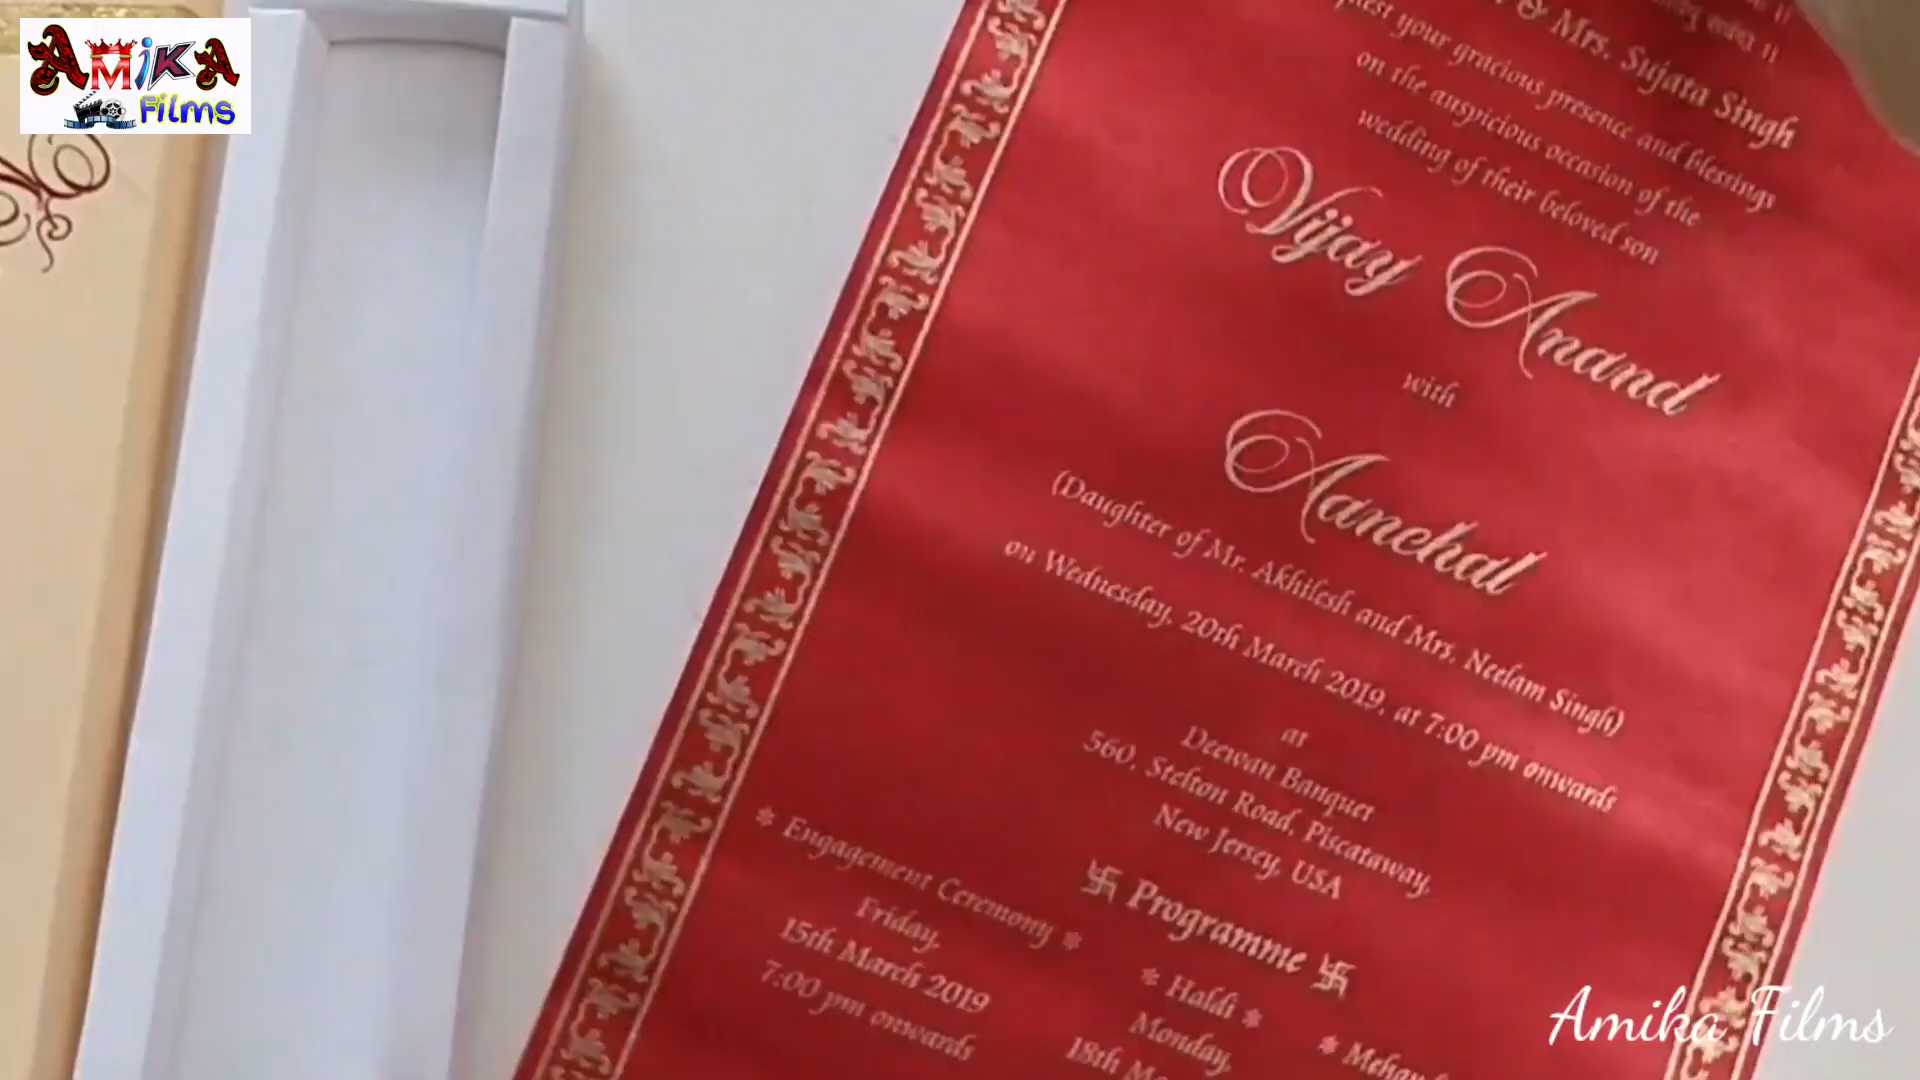 AMiKA
Films
& Mrs. Sujata Singh
your gracious presence and blessings
on the auspicious occasion of the
wedding of their beloved son
Vijay Anand
with
Aanchal
(Daughter of Mr. Akhilesh and Mrs. Neelam Singh)
on Wednesday, 20th March 2019, at 7:00 pm onwards
at
Deewan Banquet
560, Stelton Road, Piscataway,
New Jersey, USA
卐 Programme 卐
* Engagement Ceremony *
Friday,
15th March 2019
7:00 pm onwards
* Haldi *
Monday,
18th
Amika Films